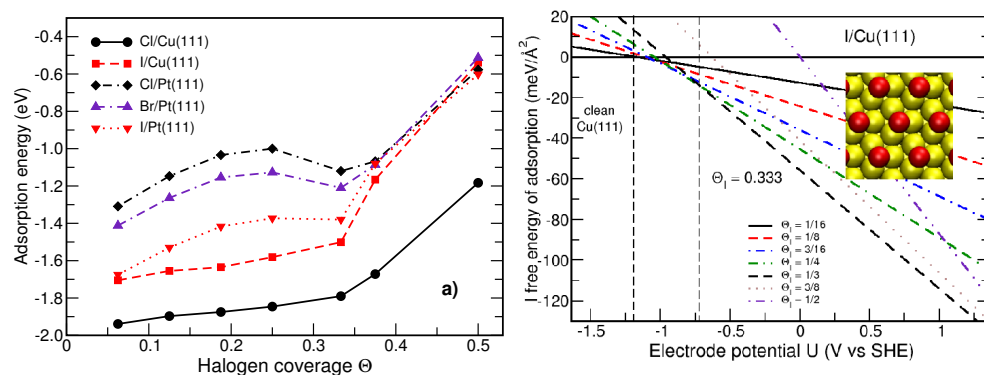 Cl/Cu(111)
I/Cu(111)
Cl/Pt(111)
Br/Pt(111)
I/Pt(111)
a)
Adsorption energy (eV)
-0.4
-0.6
-0.8
-1.0
-1.2
-1.4
-1.6
-1.8
-2.0
0 0.1 0.2 0.3 0.4 0.5
Halogen coverage Θ
I free energy of adsorption (meV/Å²)
20
0
-20
-40
-60
-80
-100
-120
I/Cu(111)
clean
Cu(111)
Θ_I = 0.333
Θ_I = 1/16
Θ_I = 1/8
Θ_I = 3/16
Θ_I = 1/4
Θ_I = 1/3
Θ_I = 3/8
Θ_I = 1/2
-1.5 -1 -0.5 0 0.5 1
Electrode potential U (V vs SHE)